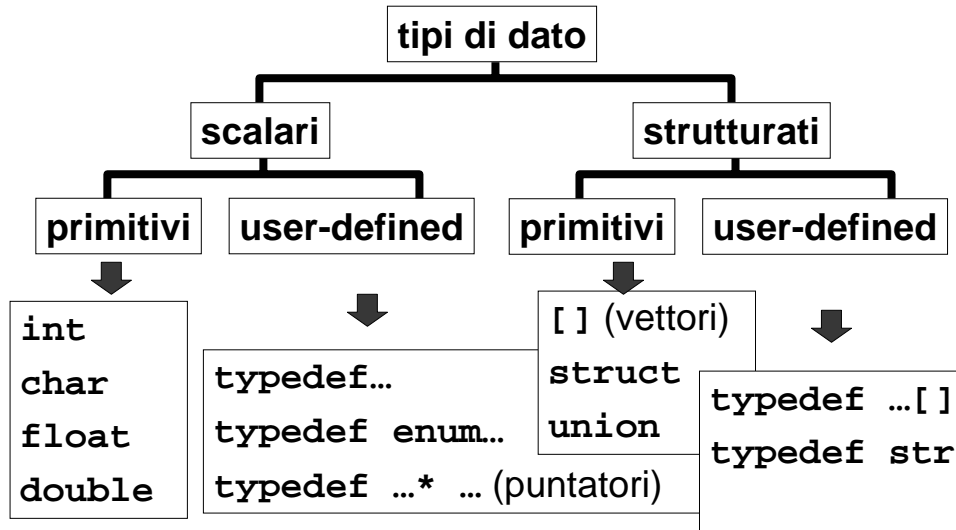 tipi di dato
scalari
strutturati
primitivi
user-defined
primitivi
user-defined
int
char
float
double
typedef…
typedef enum…
typedef …* … (puntatori)
[] (vettori)
struct
union
typedef …[]
typedef str